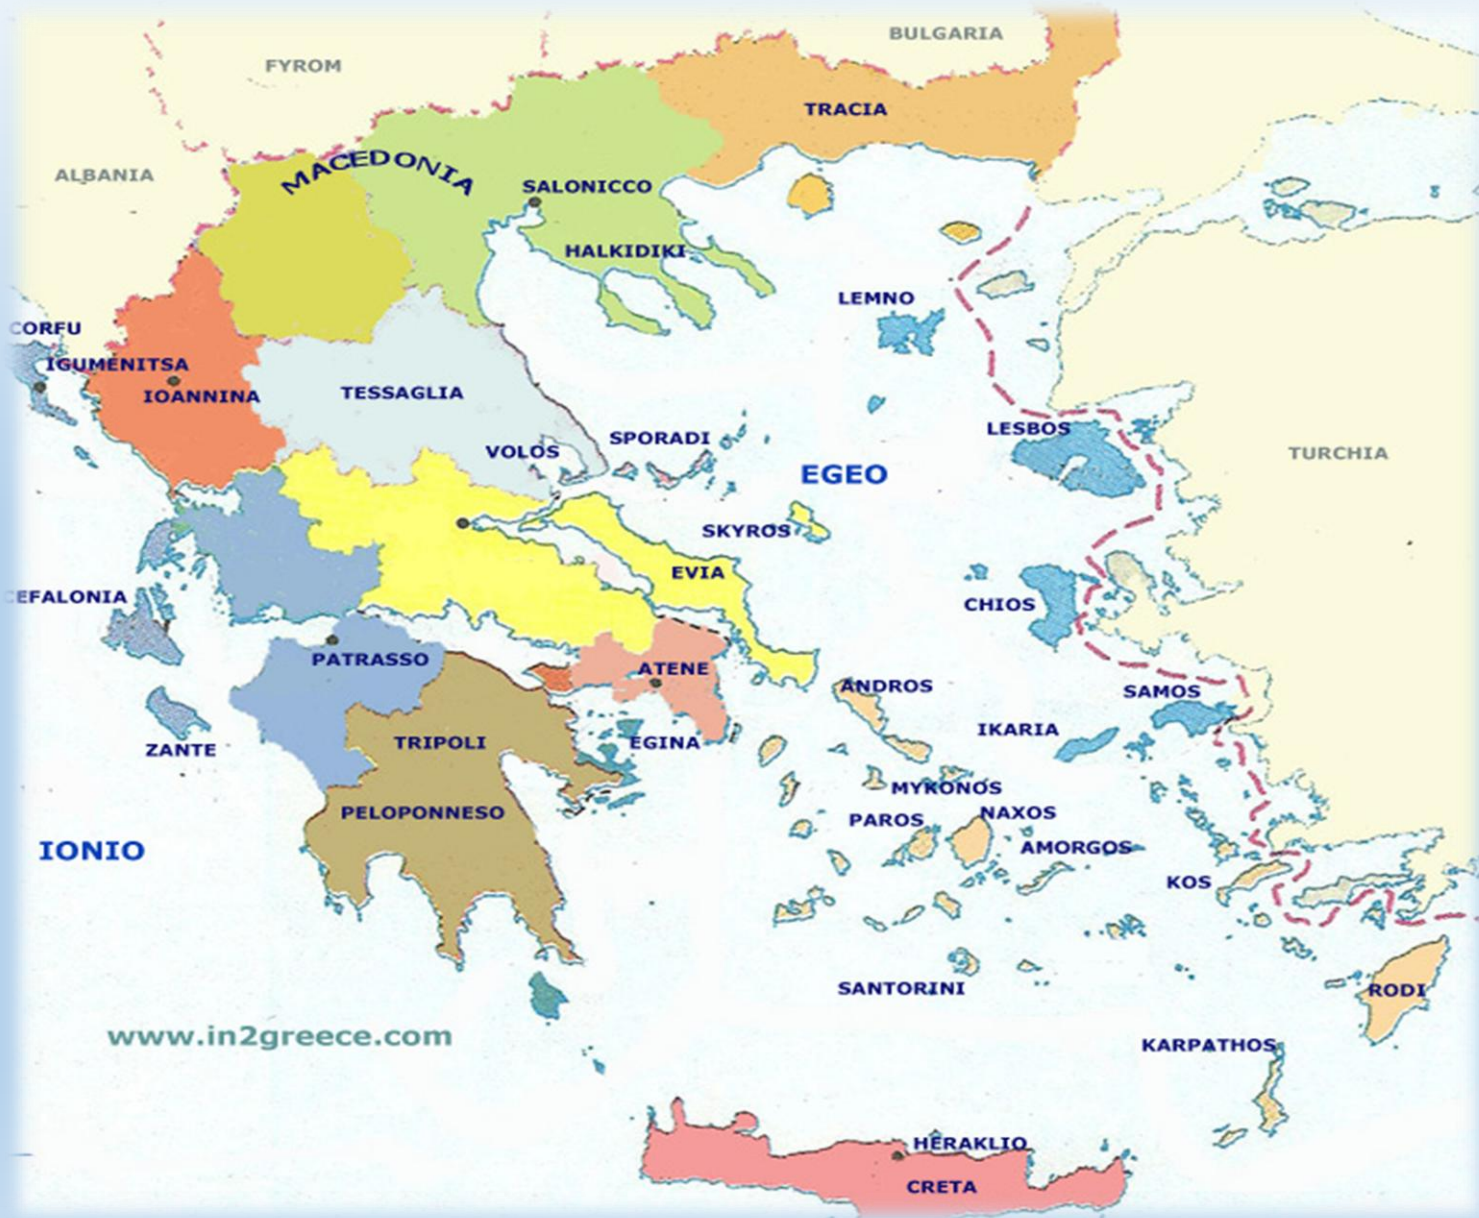 BULGARIA
FYROM
TRACIA
ALBANIA
MACEDONIA
SALONICCO
HALKIDIKI
LEMNO
CORFU
IGUMENITSA
IOANNINA
TESSAGLIA
LESBOS
SPORADI
VOLOS
TURCHIA
EGEO
SKYROS
EVIA
EFALONIA
CHIOS
PATRASSO
ATENE
ANDROS
SAMOS
IKARIA
ZANTE
TRIPOLI
EGINA
MYKONOS
PELOPONNESO
PAROS
NAXOS
IONIO
AMORGOS
KOS
SANTORINI
RODI
www.in2greece.com
KARPATHOS
HERAKLIO
CRETA